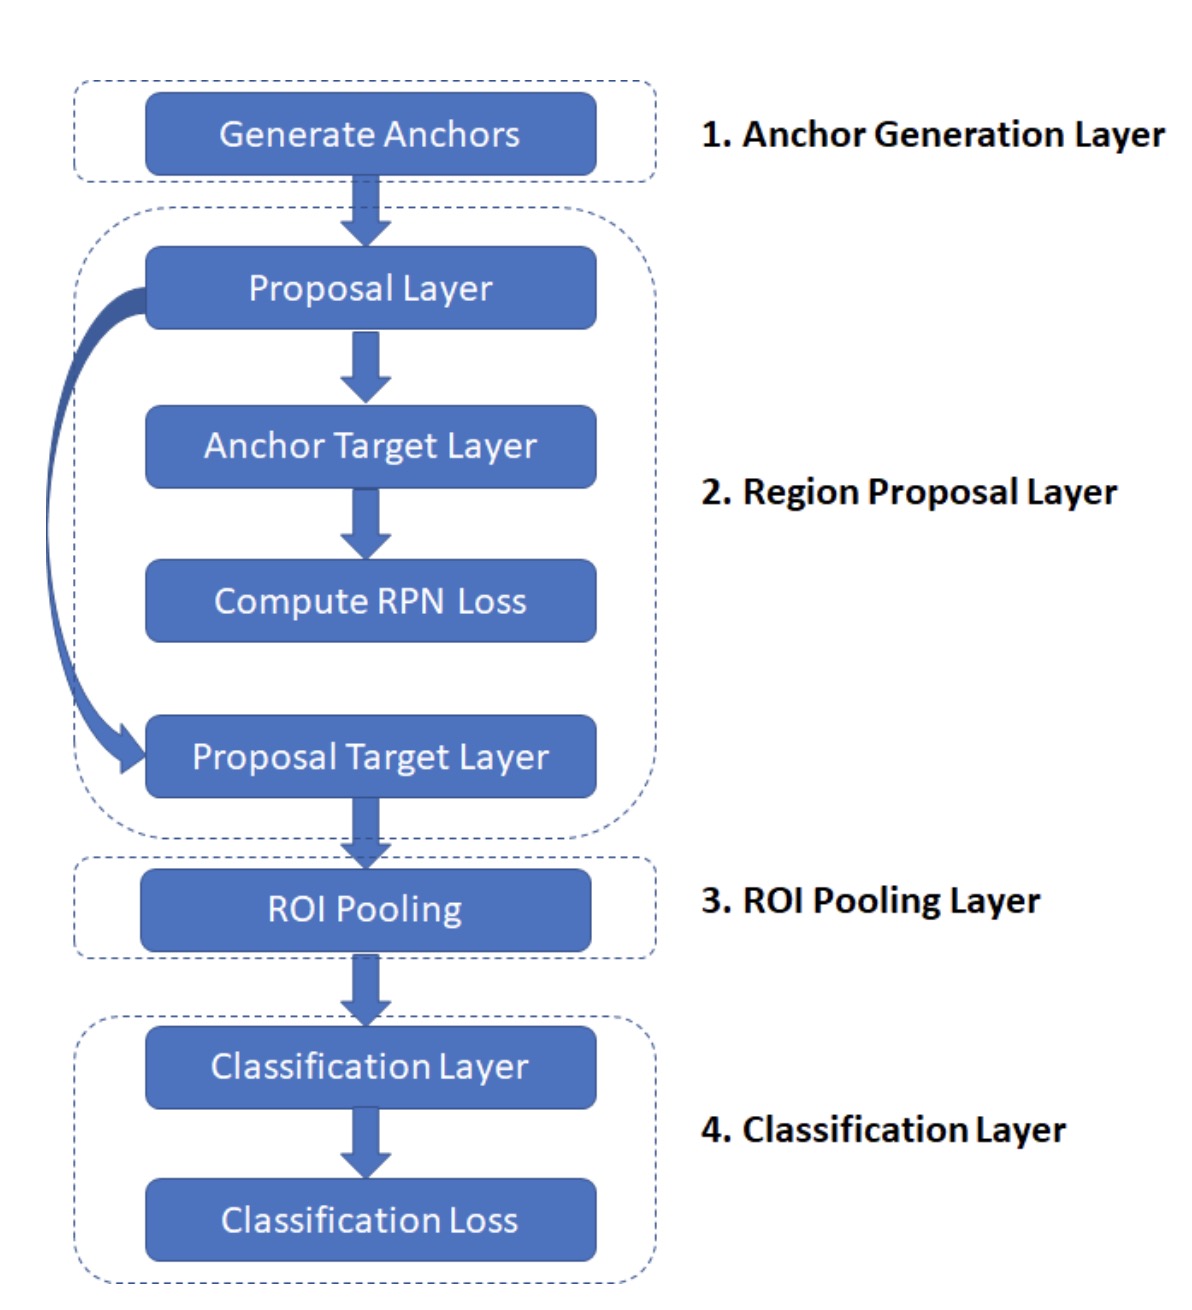 Generate Anchors
1. Anchor Generation Layer
Proposal Layer
Anchor Target Layer
2. Region Proposal Layer
Compute RPN Loss
Proposal Target Layer
ROI Pooling
3. ROI Pooling Layer
Classification Layer
4. Classification Layer
Classification Loss